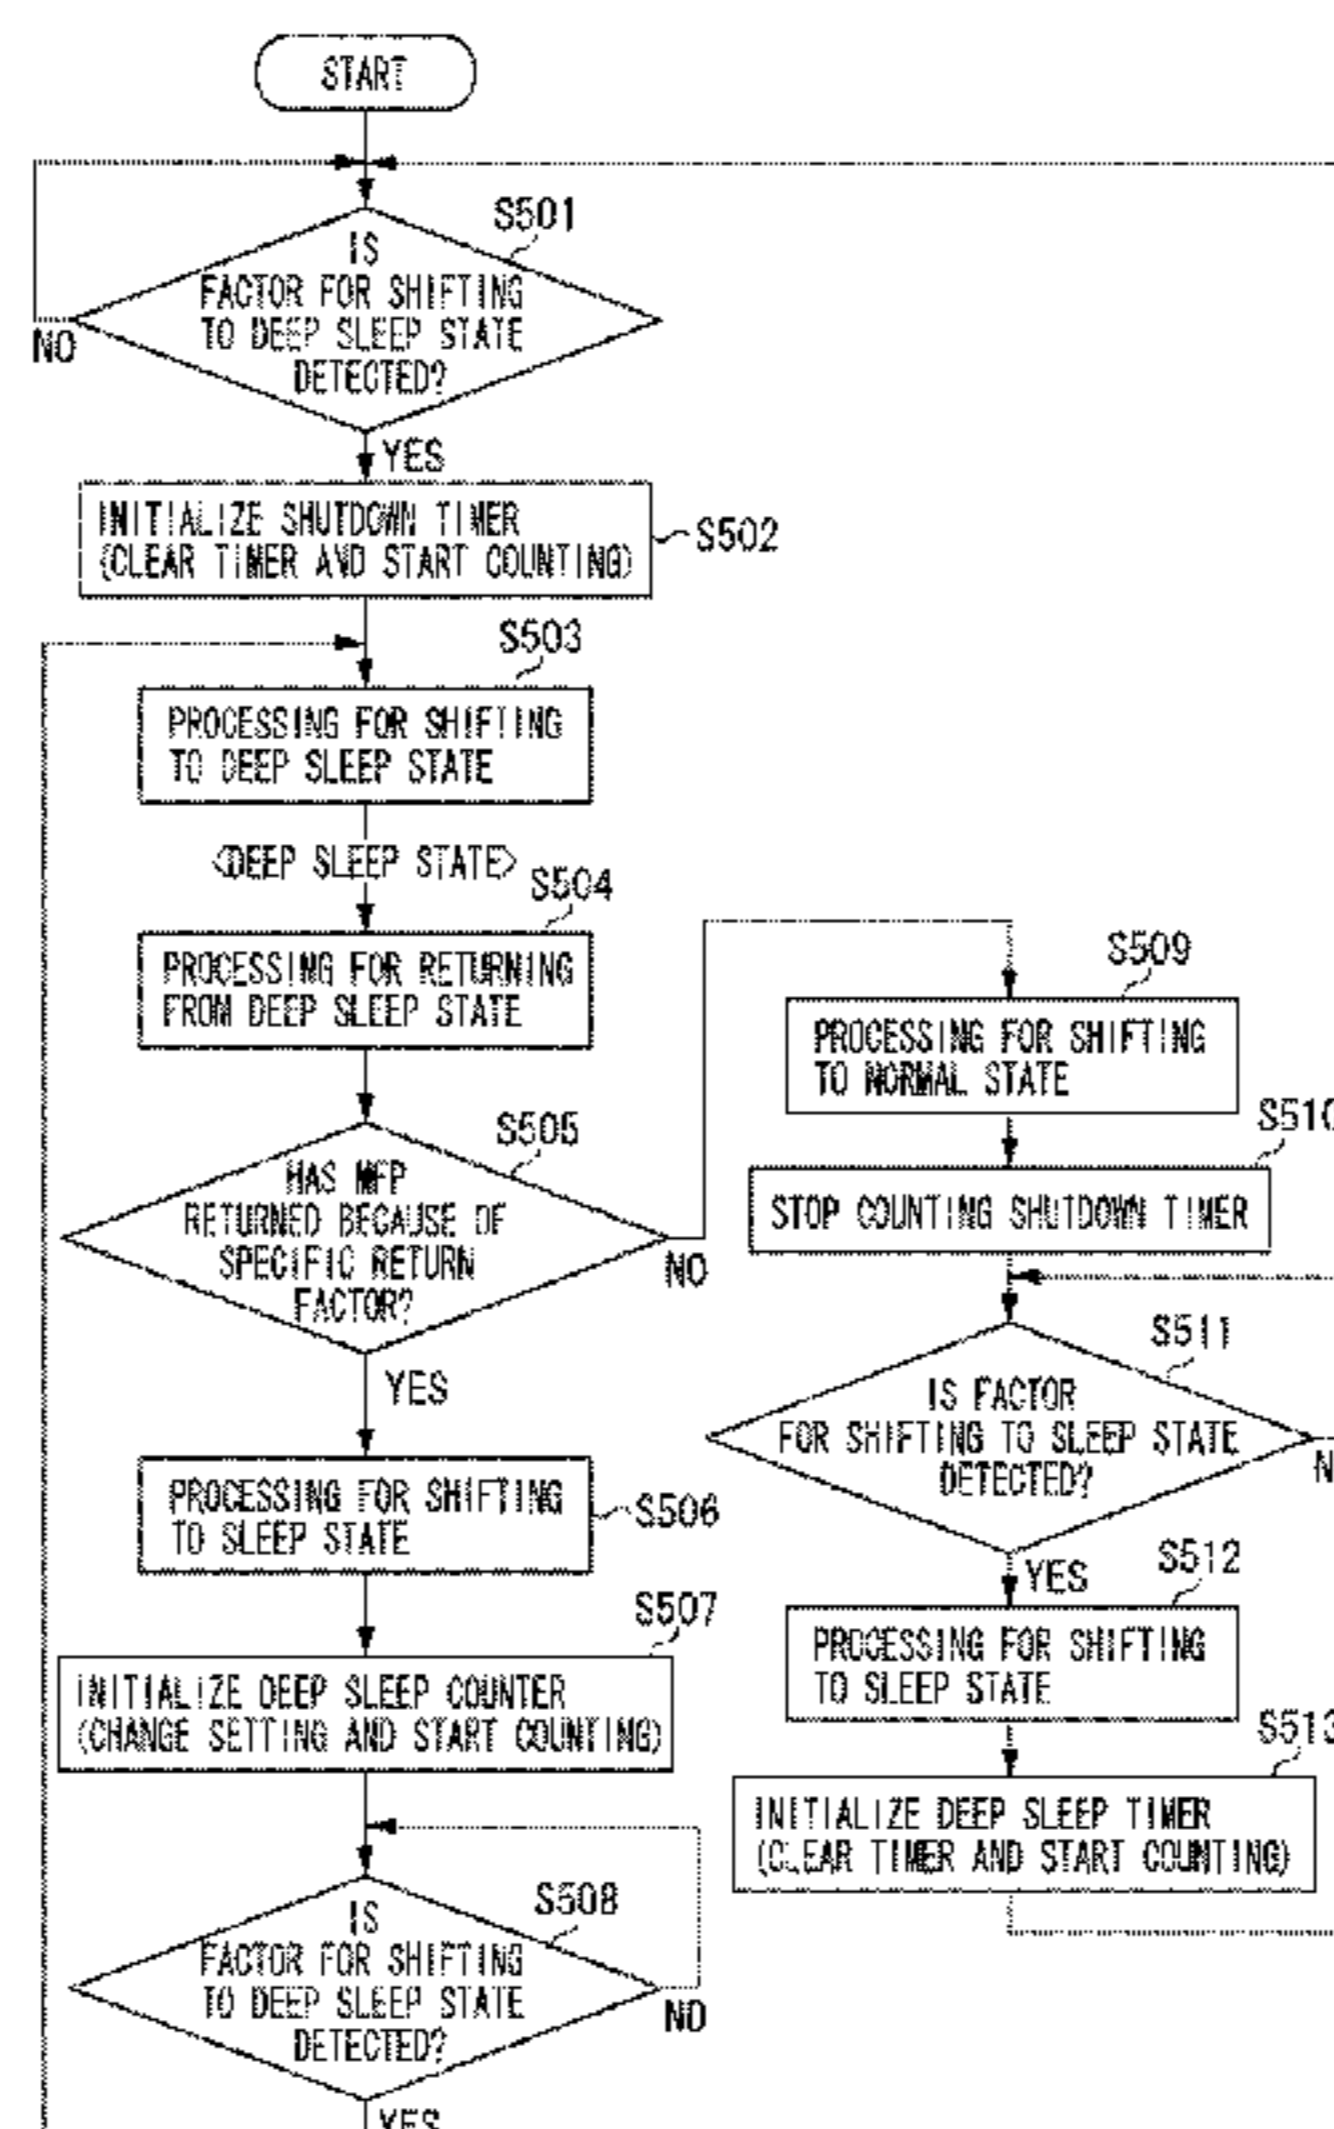 START
S501
IS
FACTOR FOR SHIFTING
TO DEEP SLEEP STATE
DETECTED?
NO
YES
INITIALIZE SHUTDOWN TIMER
(CLEAR TIMER AND START COUNTING)
S502
S503
PROCESSING FOR SHIFTING
TO DEEP SLEEP STATE
<DEEP SLEEP STATE>
S504
PROCESSING FOR RETURNING
FROM DEEP SLEEP STATE
S505
HAS MFP
RETURNED BECAUSE OF
SPECIFIC RETURN
FACTOR?
NO
YES
PROCESSING FOR SHIFTING
TO SLEEP STATE
S506
S507
INITIALIZE DEEP SLEEP COUNTER
(CHANGE SETTING AND START COUNTING)
S508
IS
FACTOR FOR SHIFTING
TO DEEP SLEEP STATE
DETECTED?
NO
YES
S509
PROCESSING FOR SHIFTING
TO NORMAL STATE
S510
STOP COUNTING SHUTDOWN TIMER
S511
IS FACTOR
FOR SHIFTING TO SLEEP STATE
DETECTED?
N
YES
S512
PROCESSING FOR SHIFTING
TO SLEEP STATE
S513
INITIALIZE DEEP SLEEP TIMER
(CLEAR TIMER AND START COUNTING)